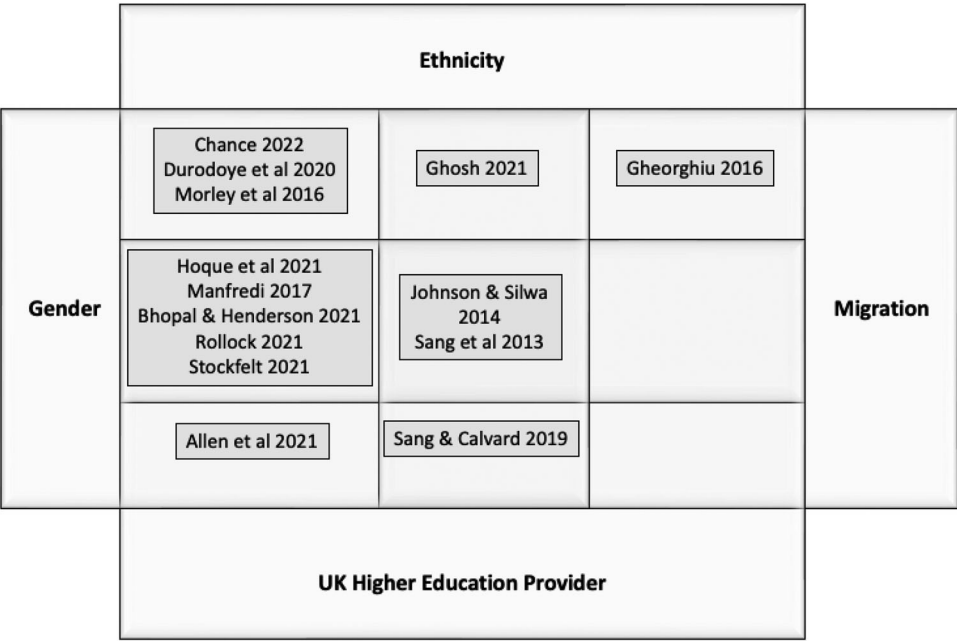 Ethnicity
Chance 2022
Durodoye et al 2020
Morley et al 2016
Ghosh 2021
Gheorghiu 2016
Gender
Hoque et al 2021
Manfredi 2017
Bhopal & Henderson 2021
Rollock 2021
Stockfelt 2021
Johnson & Silwa
2014
Sang et al 2013
Migration
Allen et al 2021
Sang & Calvard 2019
UK Higher Education Provider